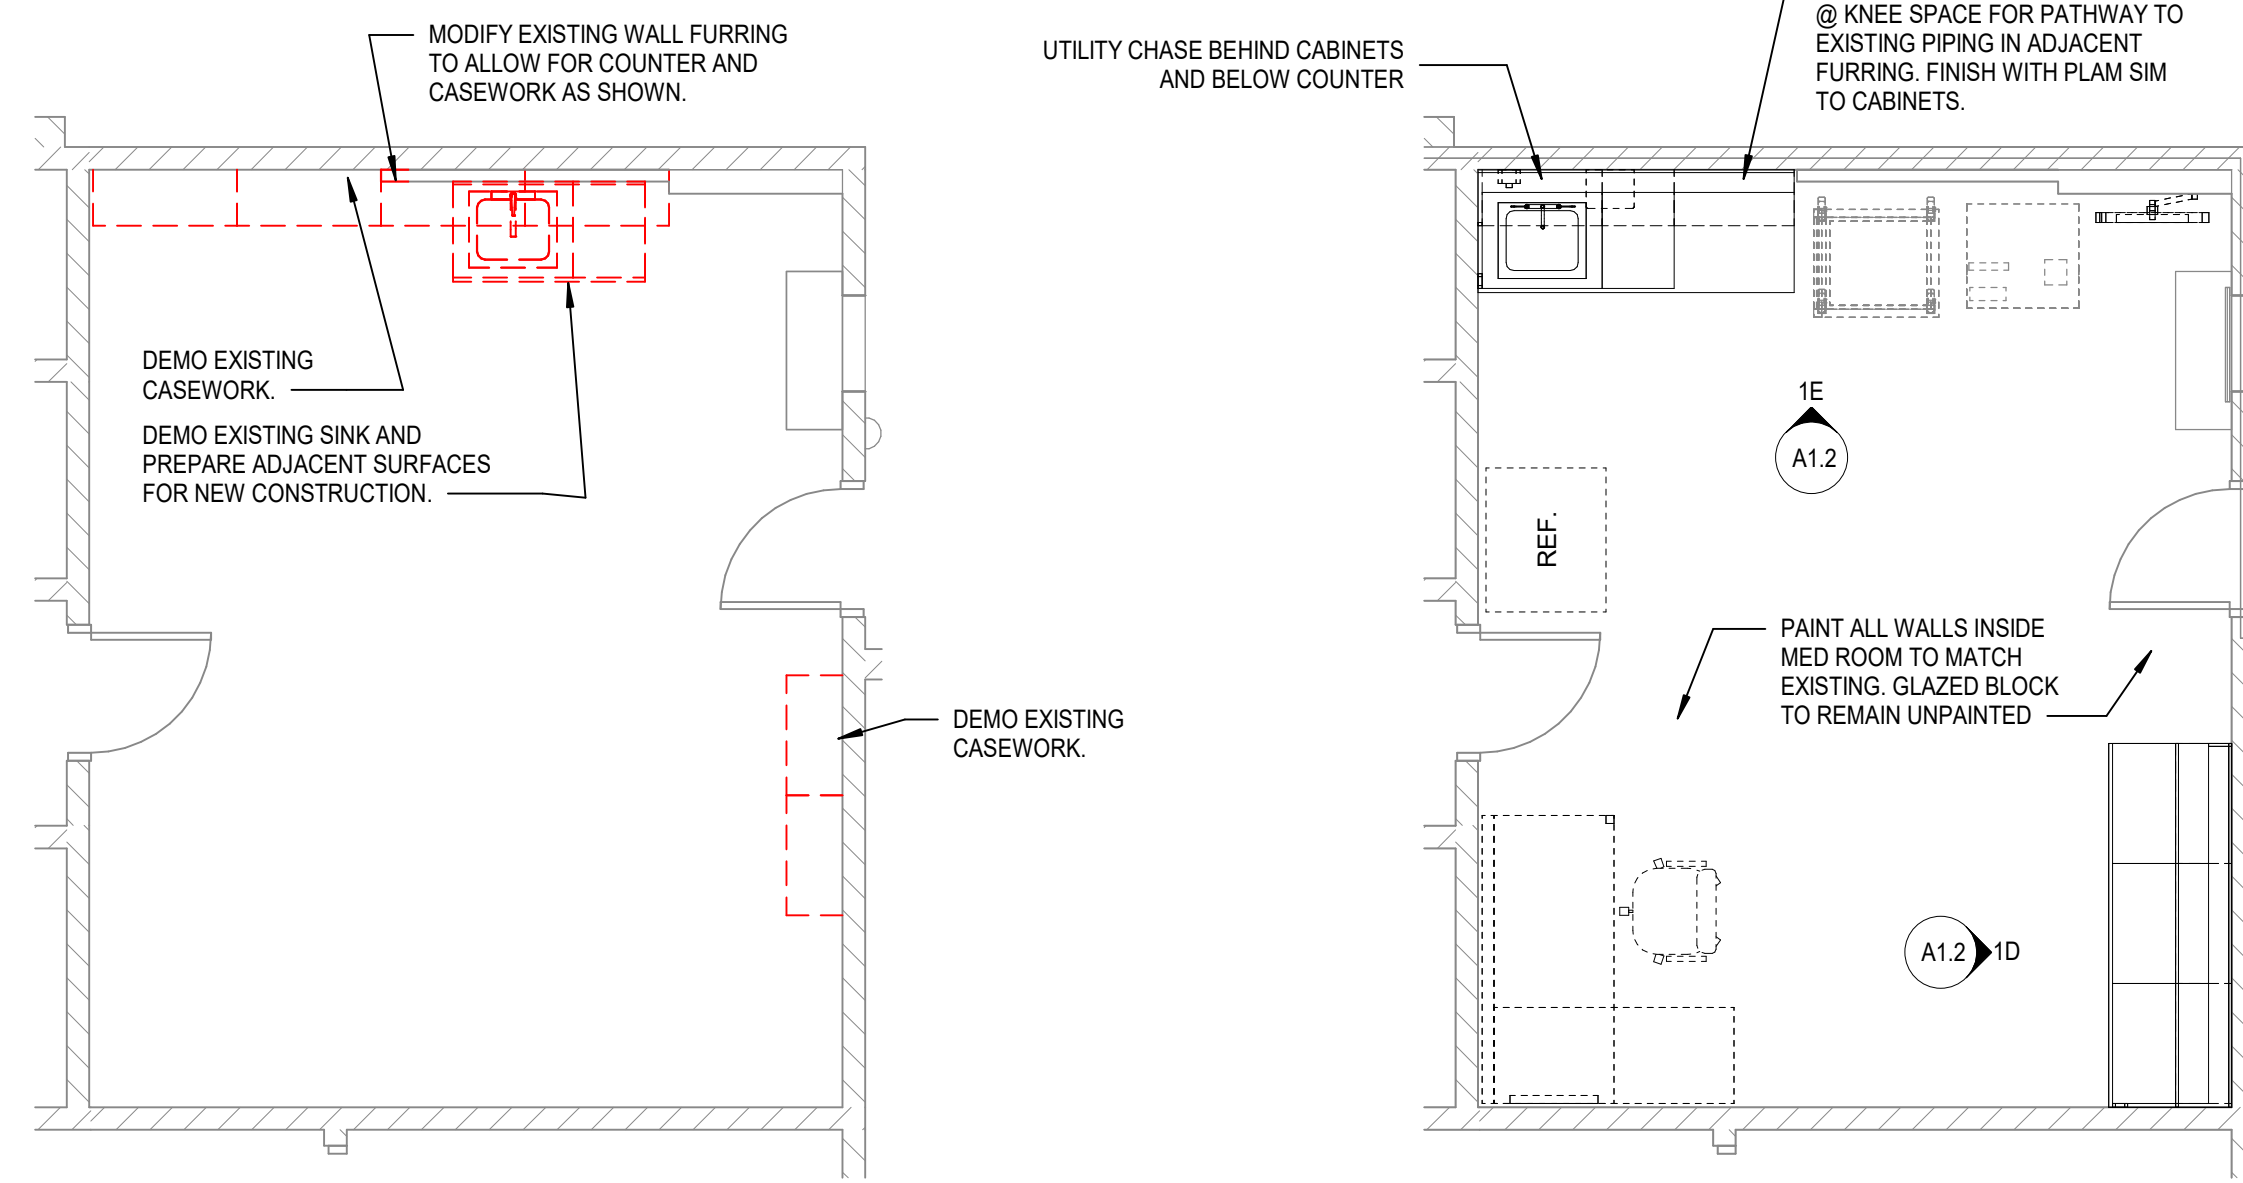 MODIFY EXISTING WALL FURRING
TO ALLOW FOR COUNTER AND
CASEWORK AS SHOWN.
DEMO EXISTING
CASEWORK.
DEMO EXISTING SINK AND
PREPARE ADJACENT SURFACES
FOR NEW CONSTRUCTION.
DEMO EXISTING
CASEWORK.
UTILITY CHASE BEHIND CABINETS
AND BELOW COUNTER
@ KNEE SPACE FOR PATHWAY TO
EXISTING PIPING IN ADJACENT
FURRING. FINISH WITH PLAM SIM
TO CABINETS.
1E
A1.2
REF.
PAINT ALL WALLS INSIDE
MED ROOM TO MATCH
EXISTING. GLAZED BLOCK
TO REMAIN UNPAINTED
A1.2 1D